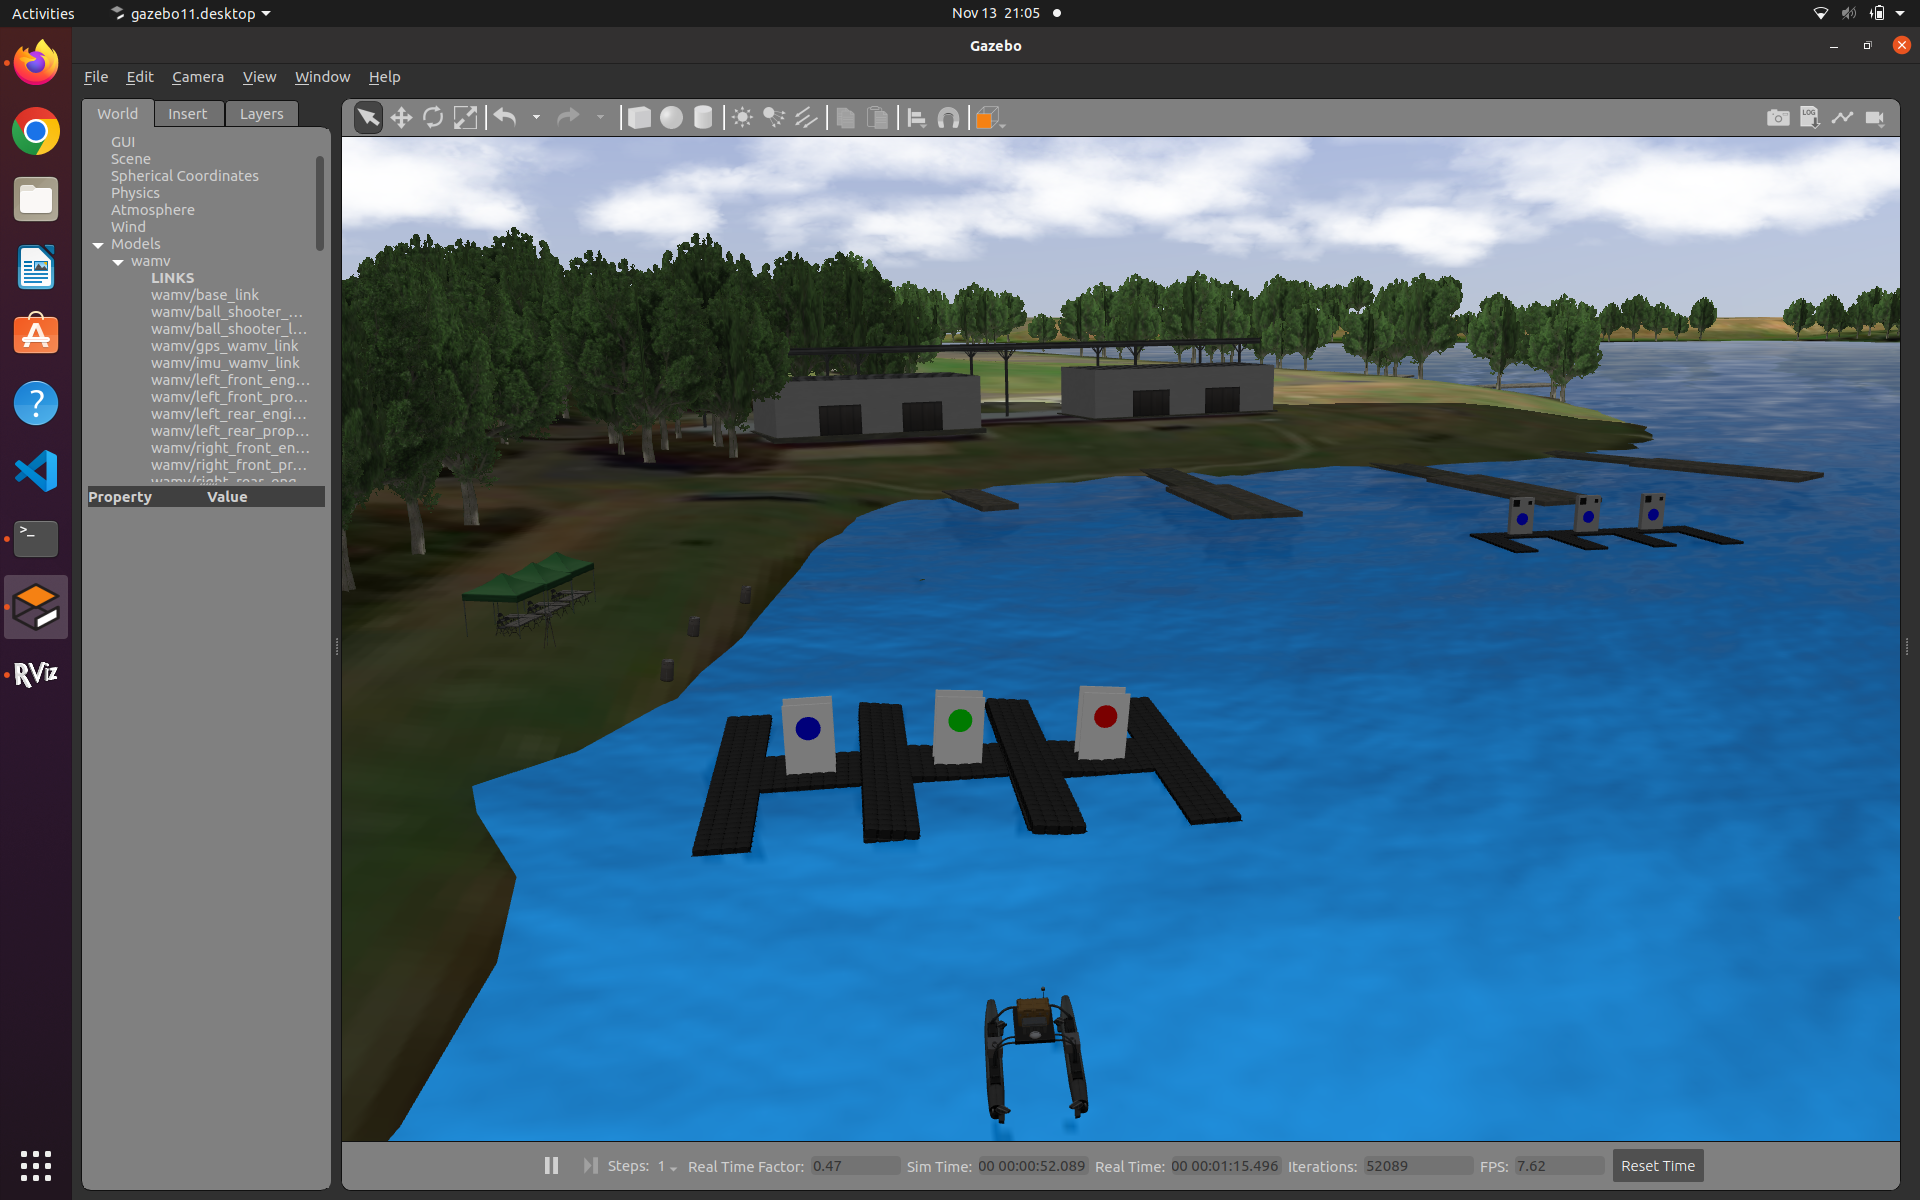 Activities
gazebo11.desktop
Nov 13 21:05
Gazebo
File Edit Camera View Window Help
World Insert Layers
GUI
Scene
Spherical Coordinates
Physics
Atmosphere
Wind
Models
wamv
LINKS
wamv/base_link
wamv/ball_shooter_...
wamv/ball_shooter_l...
wamv/gps_wamv_link
wamv/imu_wamv_link
wamv/left_front_eng...
wamv/left_front_pro...
wamv/left_rear_engi...
wamv/left_rear_prop...
wamv/right_front_en...
wamv/right_front_pr...
wamv/right_rear_eng...
Property Value
LOG
RViz
Steps: 1 Real Time Factor: 0.47 Sim Time: 00 00:00:52.089 Real Time: 00 00:01:15.496 Iterations: 52089 FPS: 7.62 Reset Time